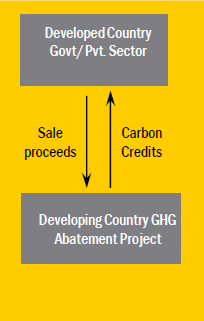 Developed Country
Govt/ Pvt. Sector
Sale
proceeds
Carbon
Credits
Developing Country GHG
Abatement Project